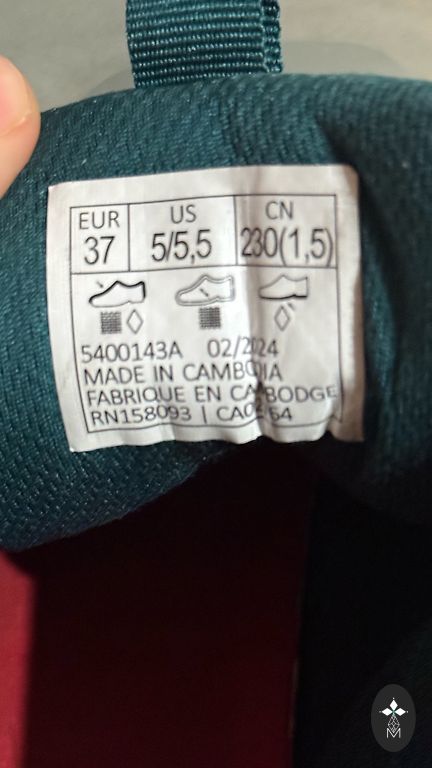 EUR US CN
37 5/5,5 230(1,5)
5400143A 02/2024
MADE IN CAMBODIA
FABRIQUE EN CAMBODGE
RN158093 | CA
M